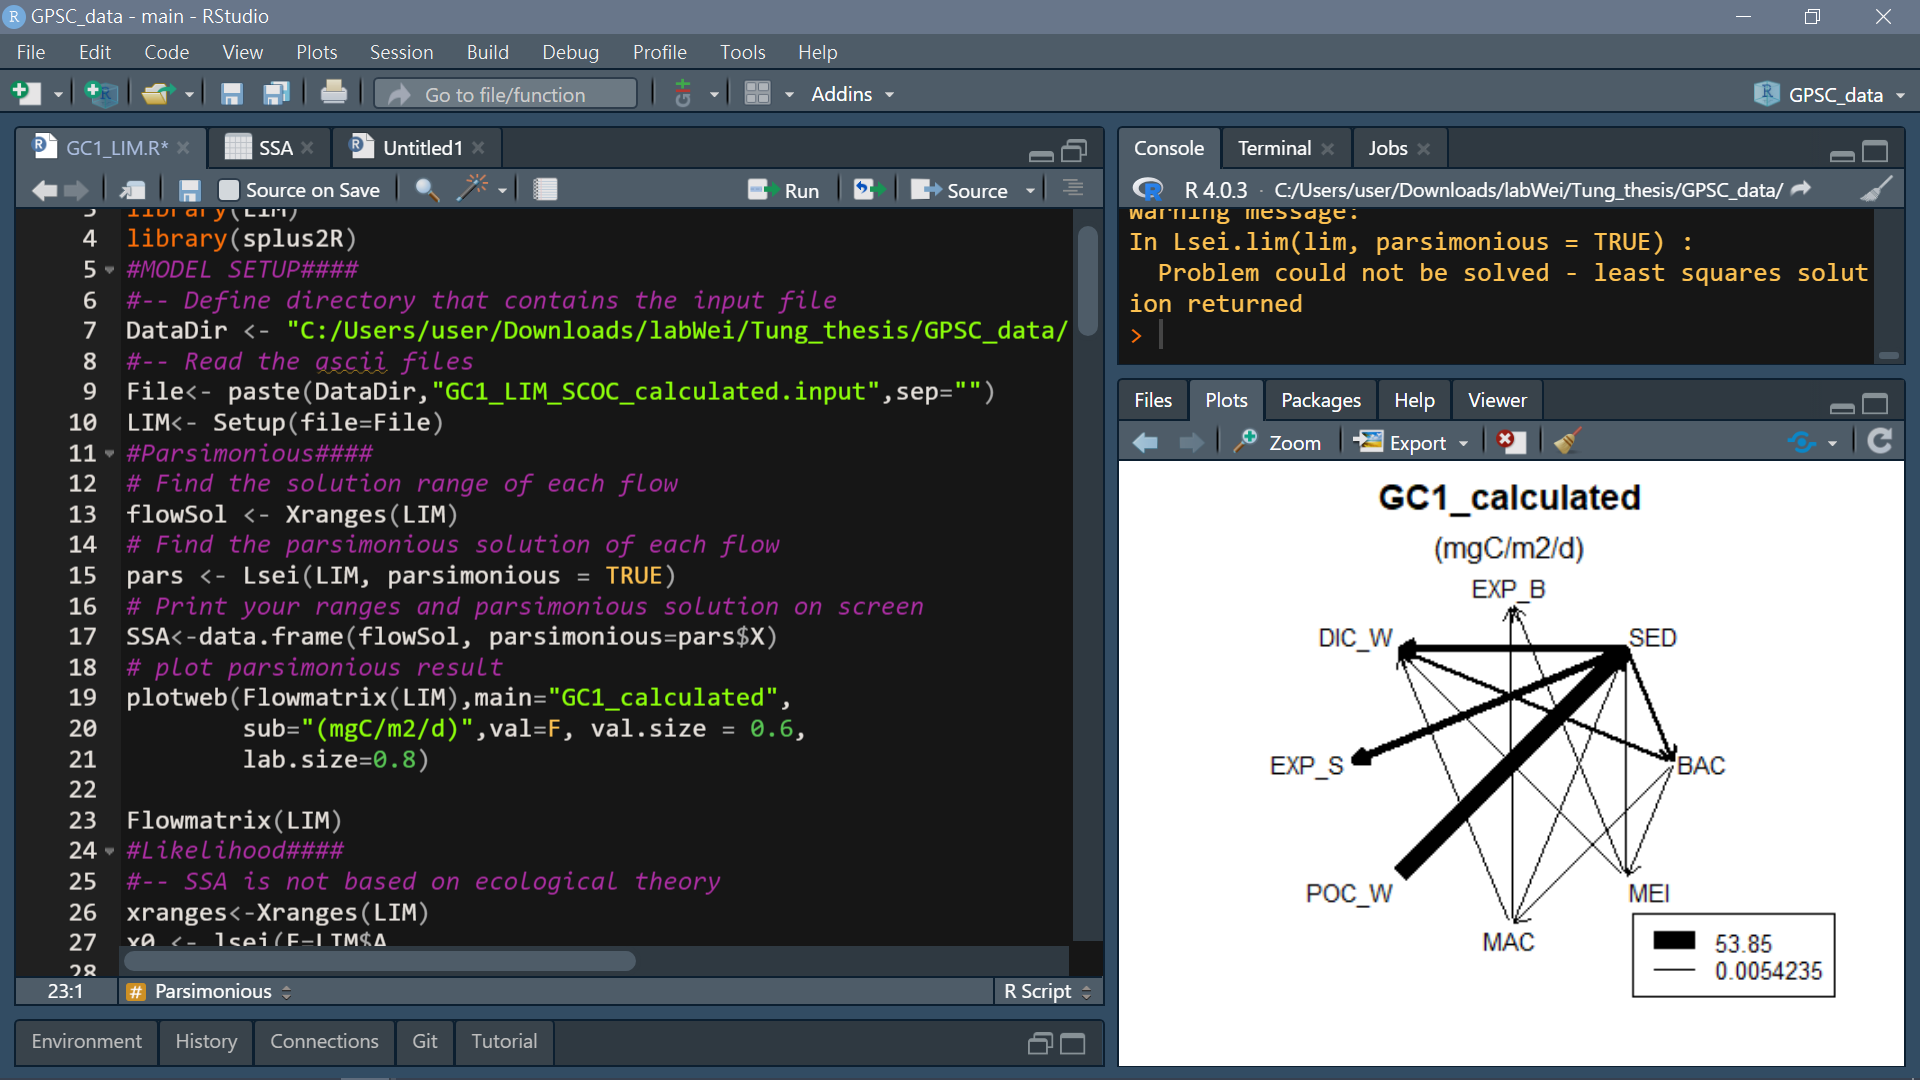 GPSC_data - main - RStudio
File Edit Code View Plots Session Build Debug Profile Tools Help
Go to file/function Addins GPSC_data
GC1_LIM.R* SSA Untitled1
Source on Save Run Source
3 library(LIM)
4 library(splus2R)
5 #MODEL SETUP####
6 #-- Define directory that contains the input file
7 DataDir <- "C:/Users/user/Downloads/labWei/Tung_thesis/GPSC_data/
8 #-- Read the ascii files
9 File<- paste(DataDir,"GC1_LIM_SCOC_calculated.input",sep="")
10 LIM<- Setup(file=File)
11 #Parsimonious####
12 # Find the solution range of each flow
13 flowSol <- Xranges(LIM)
14 # Find the parsimonious solution of each flow
15 pars <- Lsei(LIM, parsimonious = TRUE)
16 # Print your ranges and parsimonious solution on screen
17 SSA<-data.frame(flowSol, parsimonious=pars$X)
18 # plot parsimonious result
19 plotweb(Flowmatrix(LIM),main="GC1_calculated",
20 sub="(mgC/m2/d)",val=F, val.size = 0.6,
21 lab.size=0.8)
22
23 Flowmatrix(LIM)
24 #Likelihood####
25 #-- SSA is not based on ecological theory
26 xranges<-Xranges(LIM)
27 x0 <- lsei(E=LIM$A
28
23:1 # Parsimonious R Script
Environment History Connections Git Tutorial
Console Terminal Jobs
R 4.0.3 · C:/Users/user/Downloads/labWei/Tung_thesis/GPSC_data/
Warning message:
In Lsei.lim(lim, parsimonious = TRUE) :
Problem could not be solved - least squares solut
ion returned
>
Files Plots Packages Help Viewer
Zoom Export
GC1_calculated
(mgC/m2/d)
EXP_B
DIC_W SED
EXP_S BAC
POC_W MEI
MAC
53.85
0.0054235